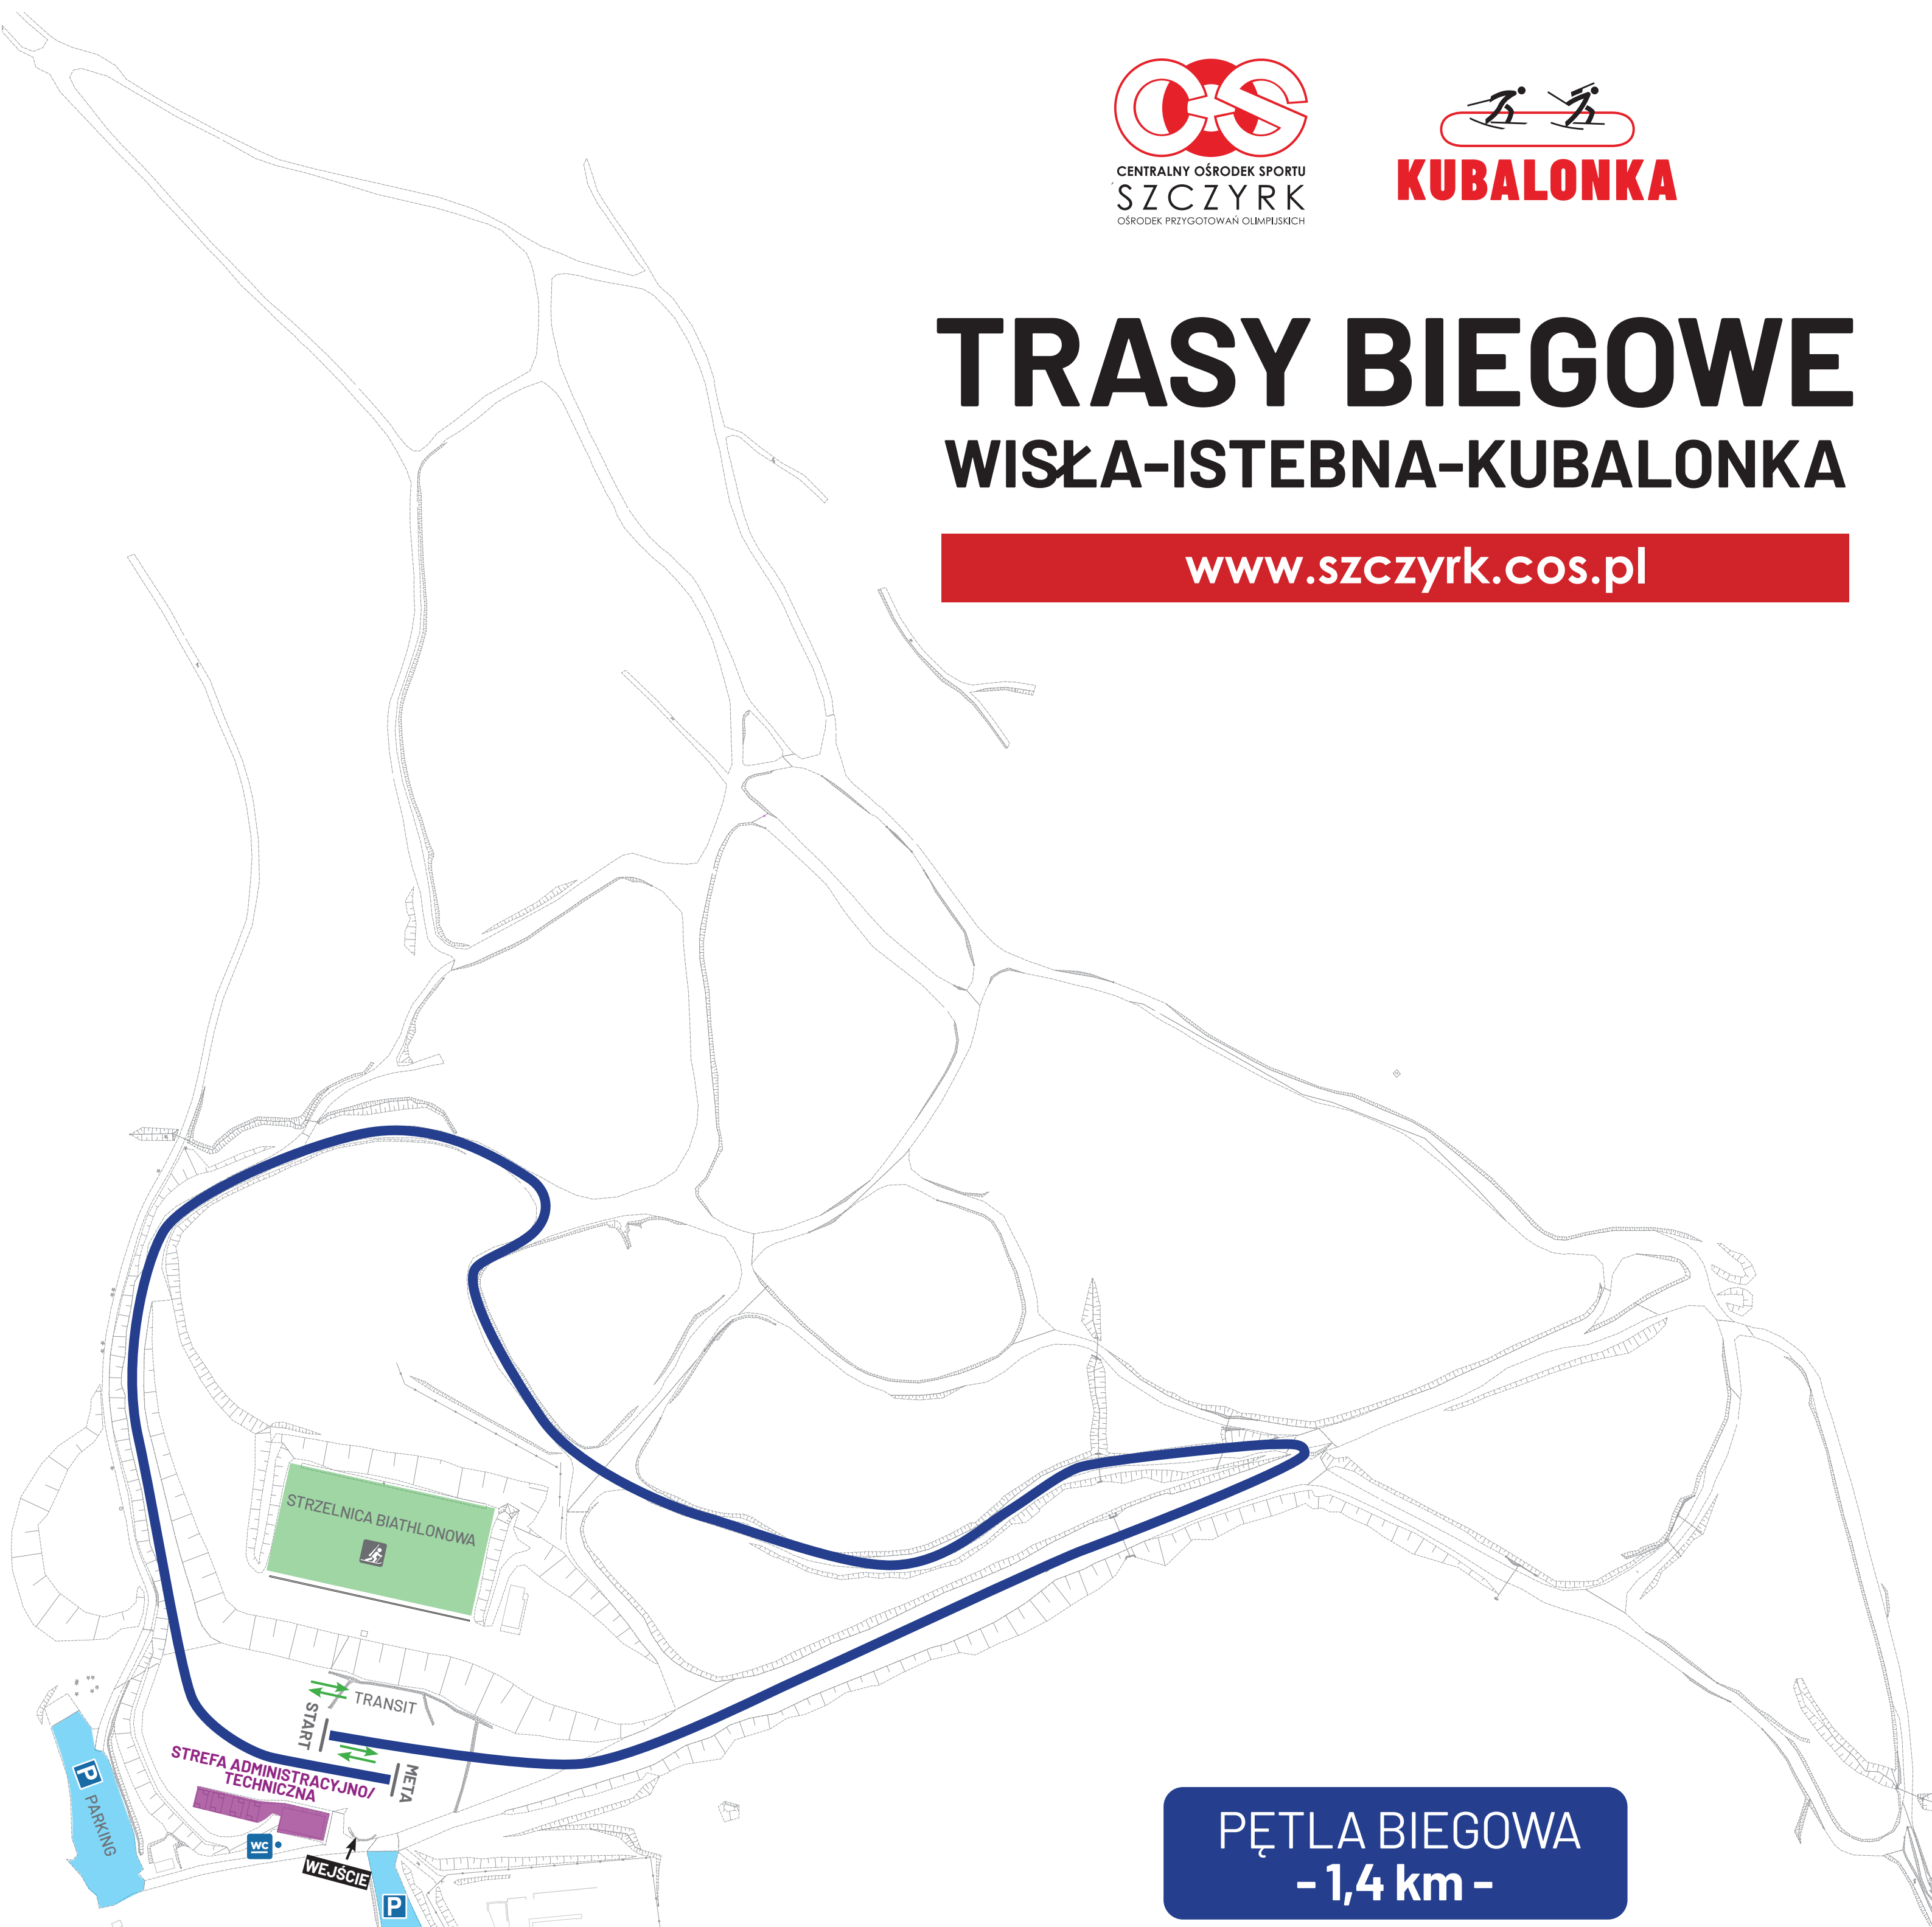 COS
CENTRALNY OŚRODEK SPORTU
SZCZYRK
OŚRODEK PRZYGOTOWAŃ OLIMPIJSKICH
KUBALONKA
TRASY BIEGOWE
WISŁA-ISTEBNA-KUBALONKA
www.szczyrk.cos.pl
STRZELNICA BIATHLONOWA
TRANSIT
START
META
STREFA ADMINISTRACYJNO/
TECHNICZNA
P PARKING
WC
WEJŚCIE
P
PĘTLA BIEGOWA
- 1,4 km -